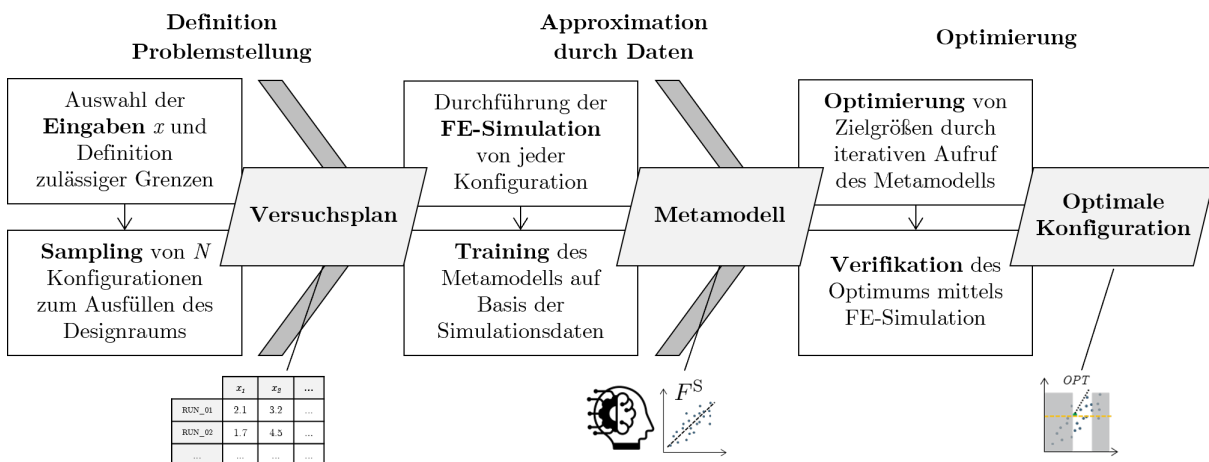 Definition
Problemstellung
Auswahl der
Eingaben x und
Definition
zulässiger Grenzen
Sampling von N
Konfigurationen
zum Ausfüllen des
Designraums
Versuchsplan
x1 x2 ...
RUN_01 2.1 3.2 ...
RUN_02 1.7 4.5 ...
... ... ... ...
Approximation
durch Daten
Durchführung der
FE-Simulation
von jeder
Konfiguration
Training des
Metamodells auf
Basis der
Simulationsdaten
Metamodell
F^S
Optimierung
Optimierung von
Zielgrößen durch
iterativen Aufruf
des Metamodells
Verifikation des
Optimums mittels
FE-Simulation
Optimale
Konfiguration
OPT